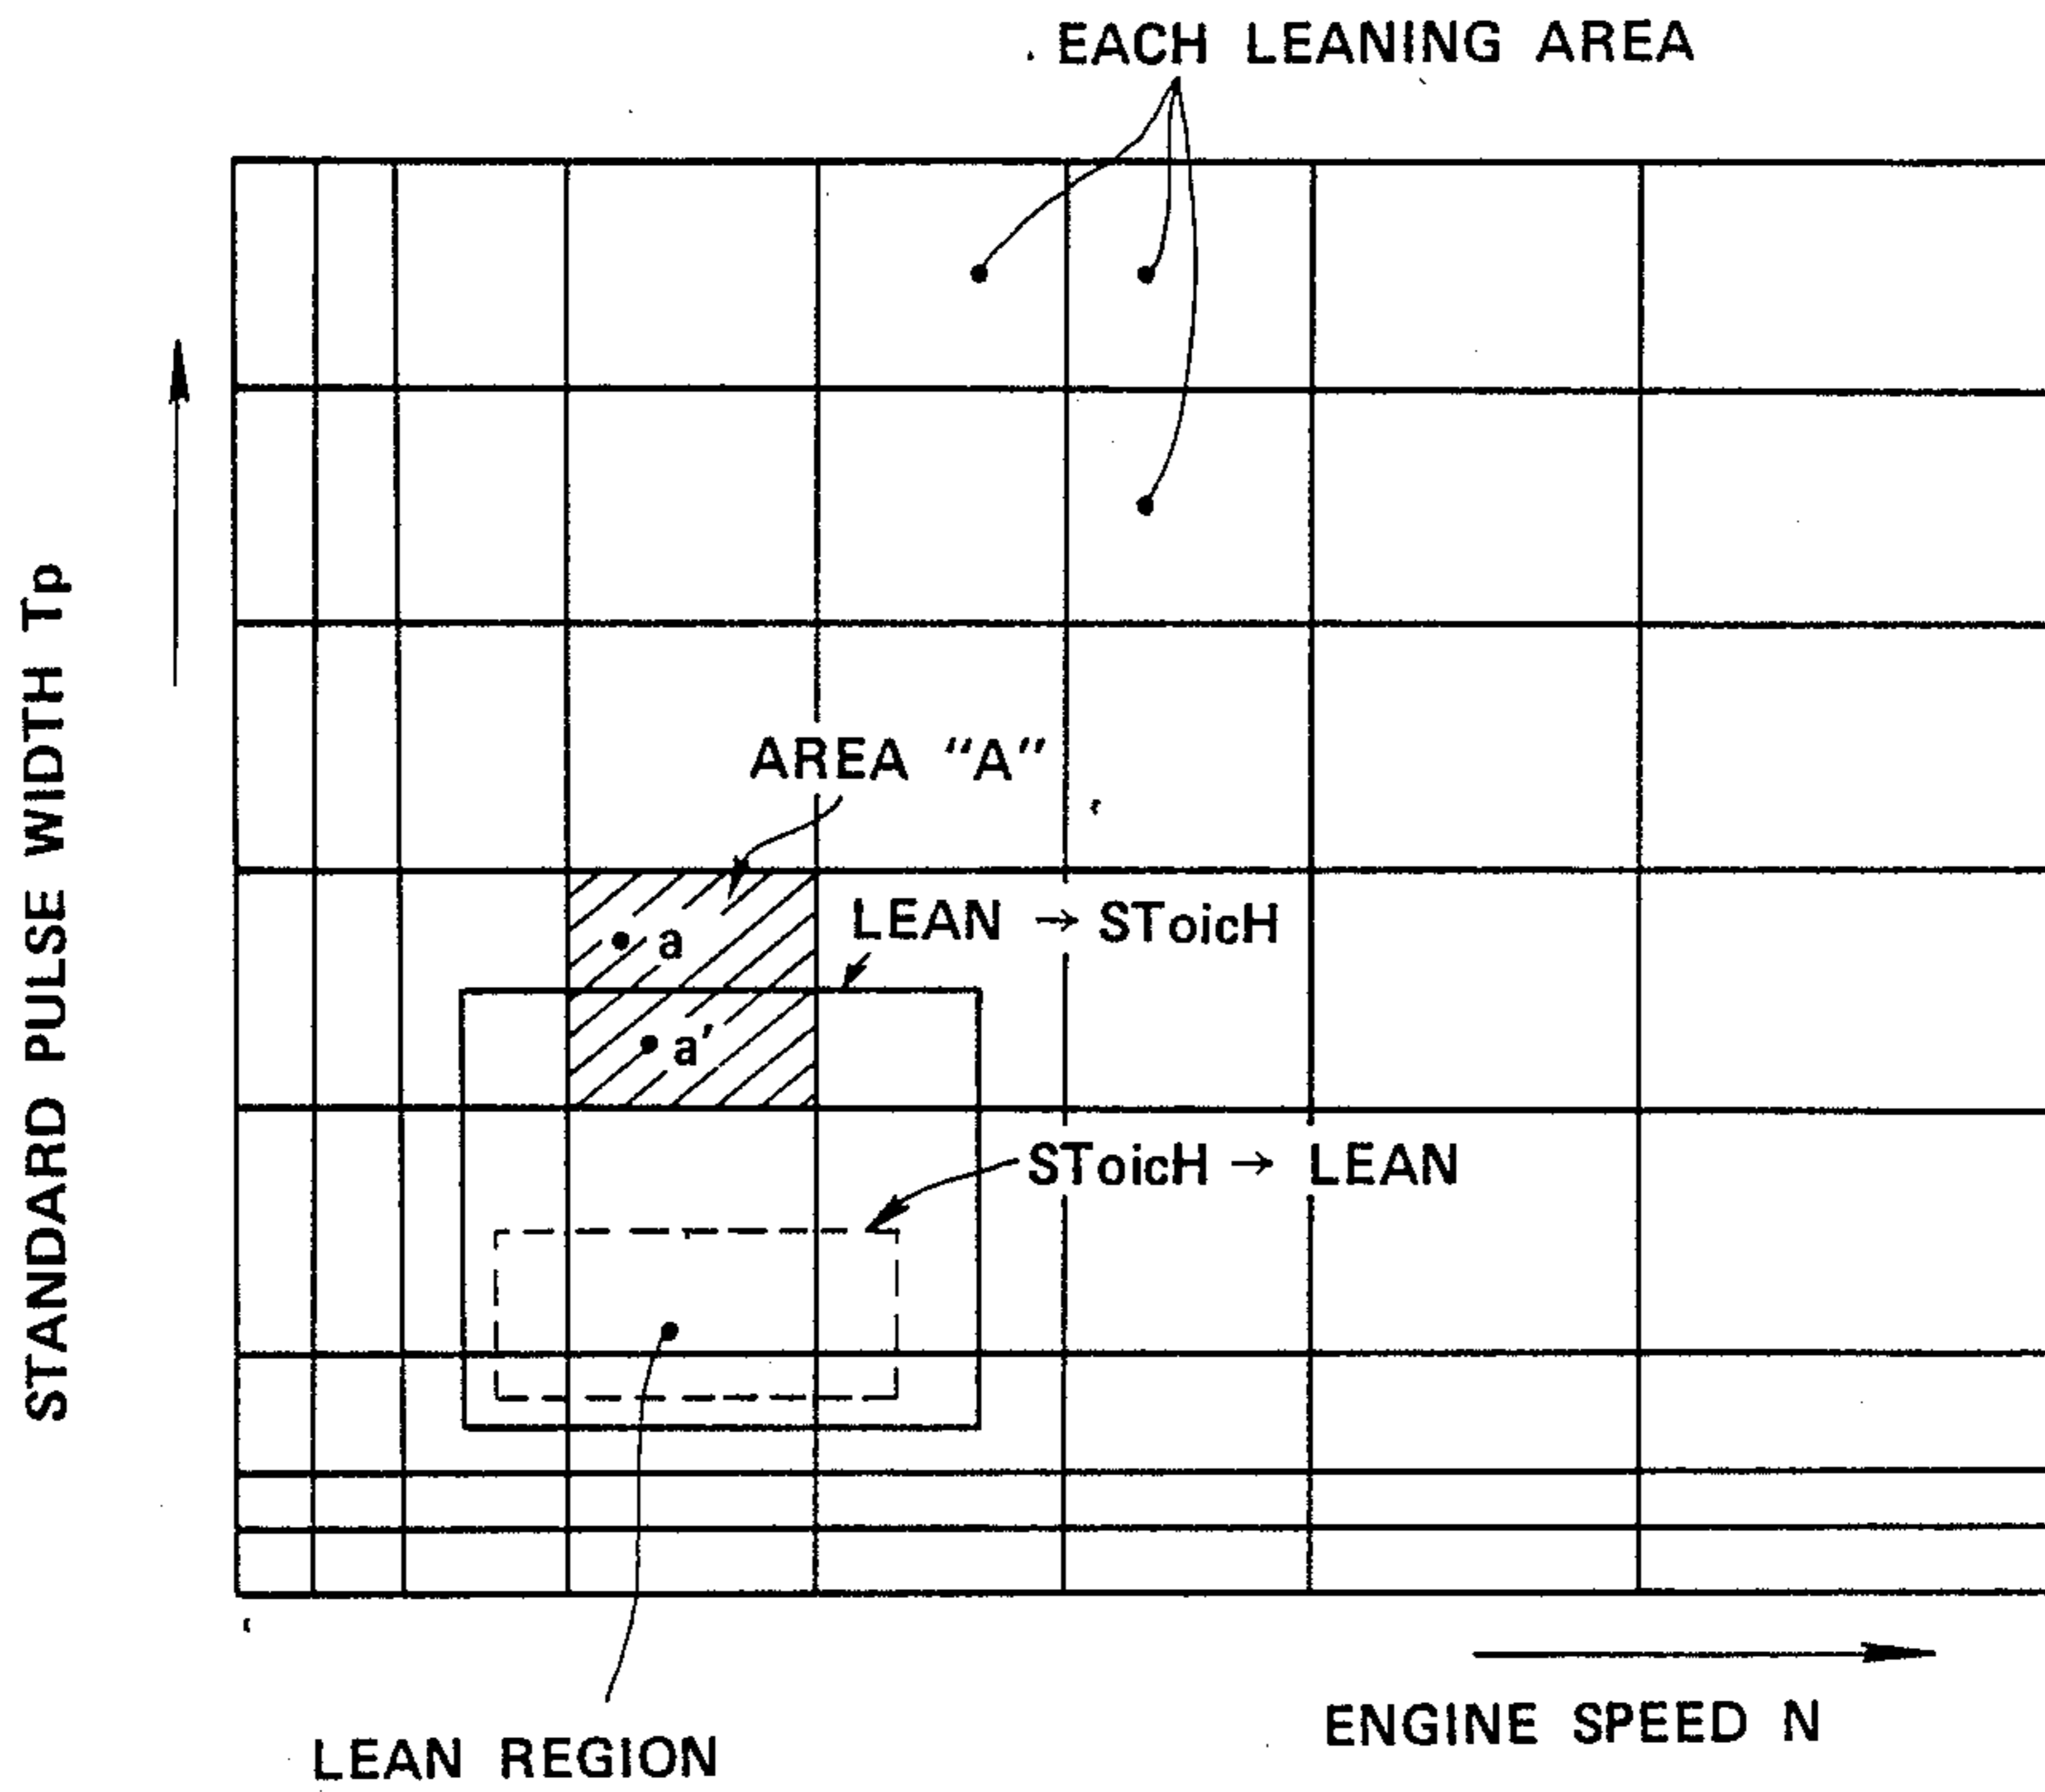 EACH LEANING AREA
STANDARD PULSE WIDTH Tp
AREA "A"
a
LEAN → SToicH
a'
SToicH → LEAN
ENGINE SPEED N
LEAN REGION